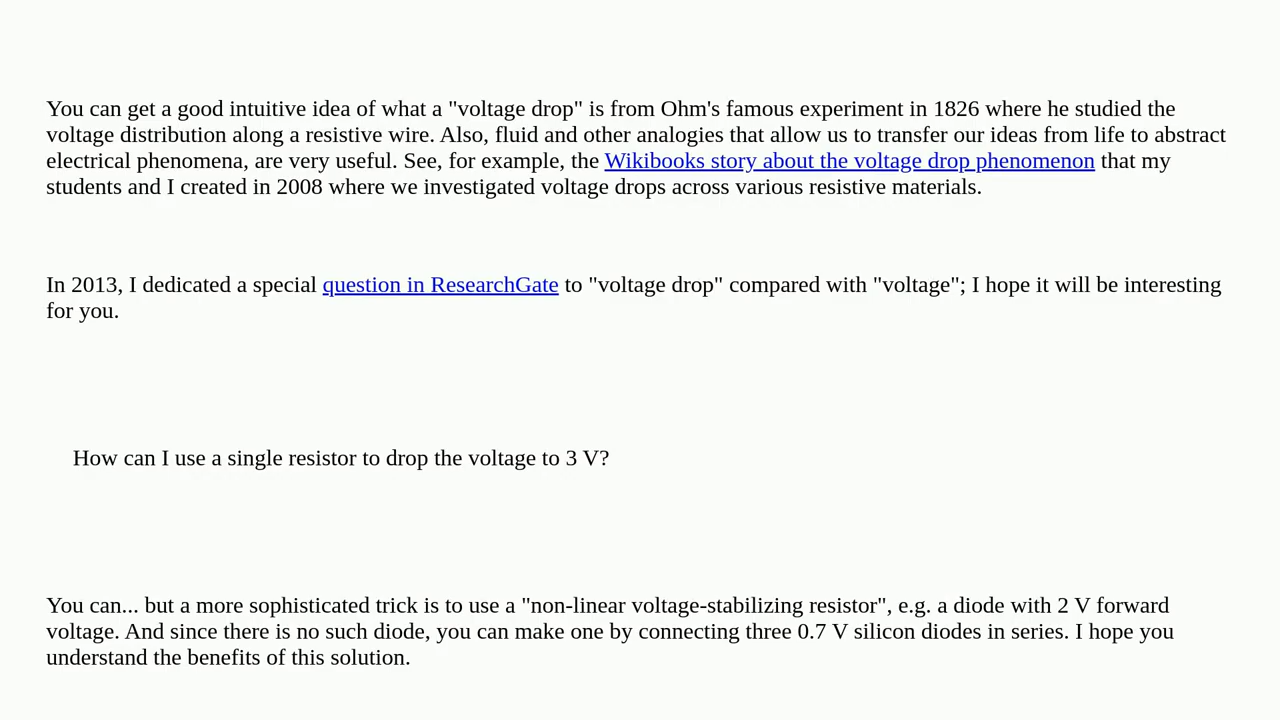 You can get a good intuitive idea of what a "voltage drop" is from Ohm's famous experiment in 1826 where he studied the
voltage distribution along a resistive wire. Also, fluid and other analogies that allow us to transfer our ideas from life to abstract
electrical phenomena, are very useful. See, for example, the Wikibooks story about the voltage drop phenomenon that my
students and I created in 2008 where we investigated voltage drops across various resistive materials.
In 2013, I dedicated a special question in ResearchGate to "voltage drop" compared with "voltage"; I hope it will be interesting
for you.
How can I use a single resistor to drop the voltage to 3 V?
You can... but a more sophisticated trick is to use a "non-linear voltage-stabilizing resistor", e.g. a diode with 2 V forward
voltage. And since there is no such diode, you can make one by connecting three 0.7 V silicon diodes in series. I hope you
understand the benefits of this solution.